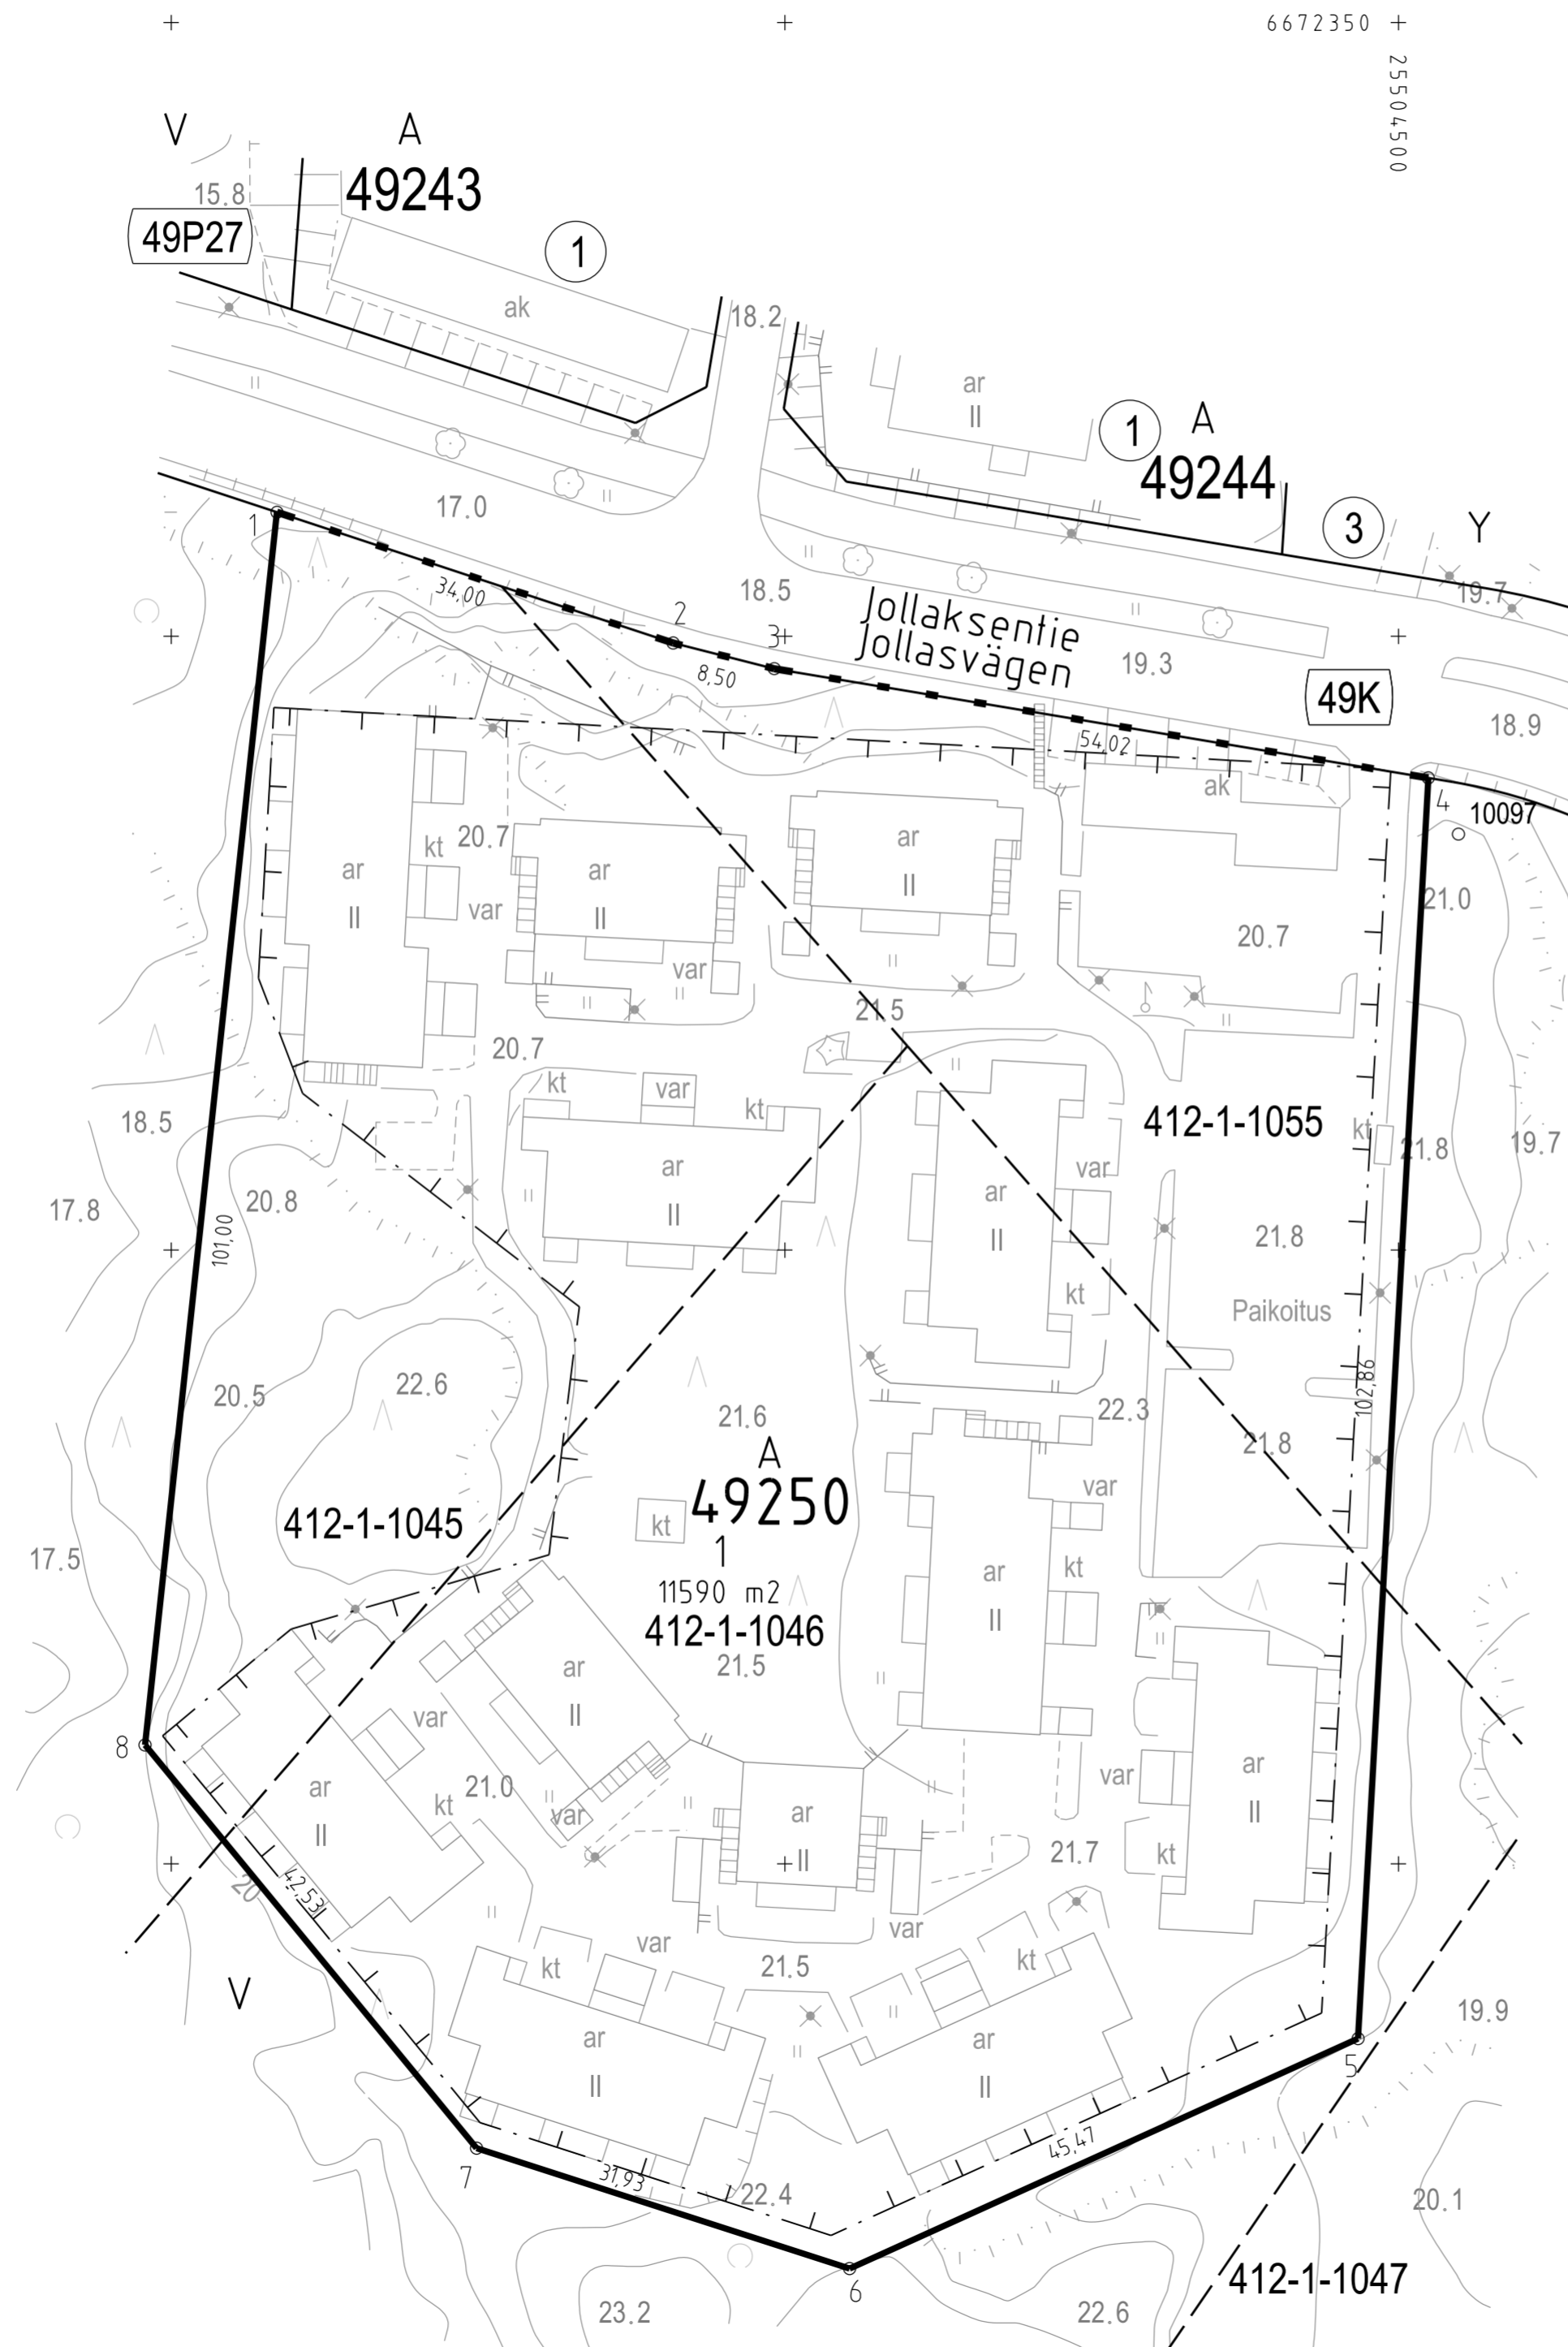 6672350
25504500
V
A
49243
15.8
49P27
1
ak
18.2
ar
II
1
A
49244
3
Y
17.0
1
34,00
2
18.5
3
8,50
Jollaksentie
Jollasvägen
19.7
19.3
49K
18.9
54,02
ak
4
10097
20.7
kt
ar
II
var
ar
II
ar
II
21.0
20.7
var
21.5
20.7
kt
var
kt
18.5
412-1-1055
kt
21.8
19.7
ar
II
var
ar
II
17.8
20.8
101,00
21.8
kt
Paikoitus
20.5
22.6
102,86
22.3
21.6
A
21.8
49250
412-1-1045
kt
var
1
17.5
ar
II
kt
11590 m2
412-1-1046
21.5
ar
II
var
8
21.0
kt
ar
II
var
ar
II
var
ar
II
42,53
20
21.7
kt
V
var
var
kt
21.5
kt
ar
II
ar
II
19.9
5
7
31,93
45,47
22.4
20.1
6
412-1-1047
23.2
22.6